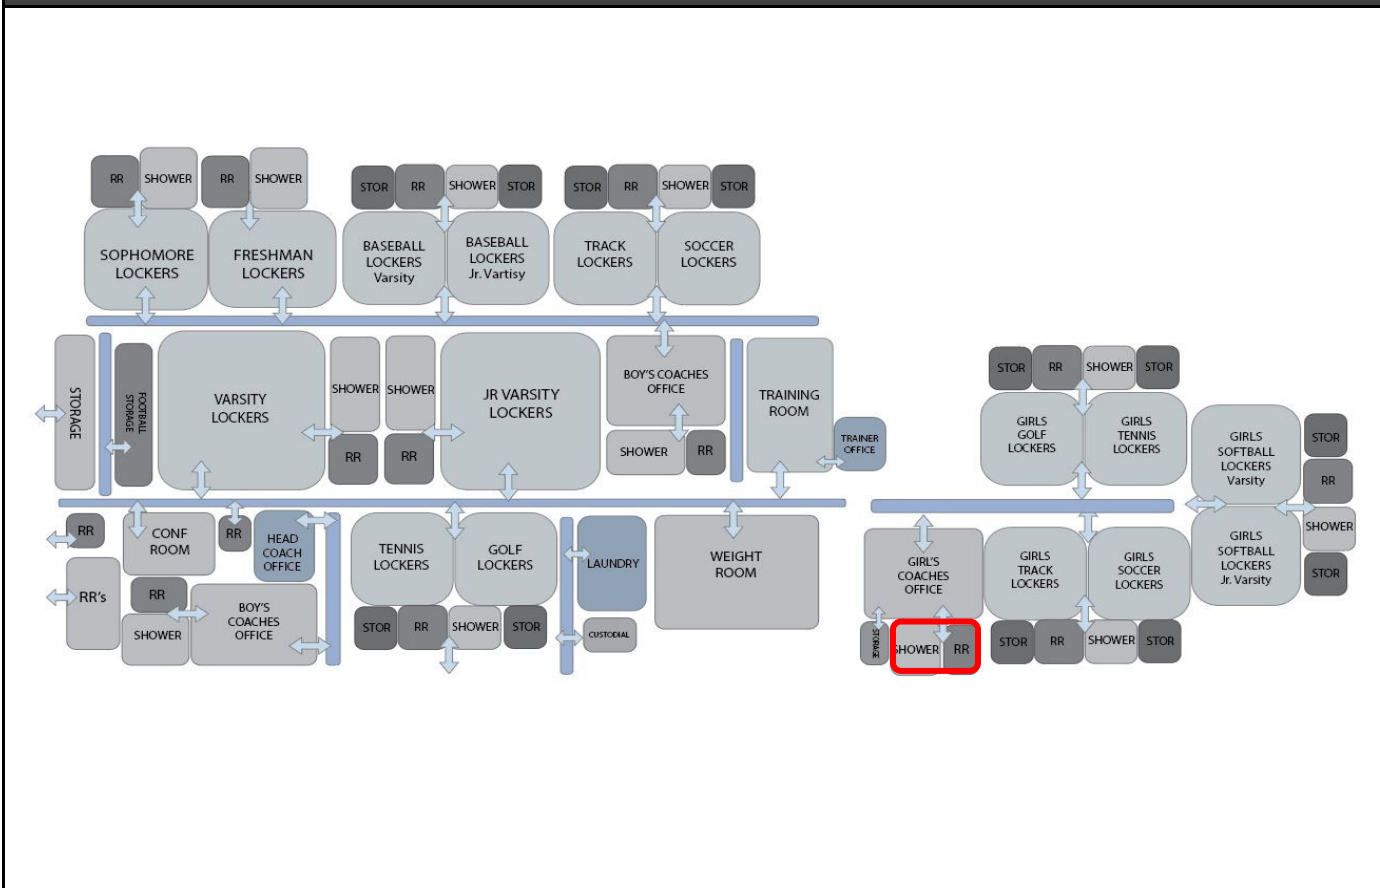 RR
SHOWER
RR
SHOWER
STOR
RR
SHOWER
STOR
STOR
RR
SHOWER
STOR
SOPHOMORE
LOCKERS
FRESHMAN
LOCKERS
BASEBALL
LOCKERS
Varsity
BASEBALL
LOCKERS
Jr. Vartisy
TRACK
LOCKERS
SOCCER
LOCKERS
STORAGE
FOOTBALL
STORAGE
VARSITY
LOCKERS
SHOWER
RR
SHOWER
RR
JR VARSITY
LOCKERS
BOY'S COACHES
OFFICE
SHOWER
RR
TRAINING
ROOM
TRAINER
OFFICE
RR
CONF
ROOM
RR
HEAD
COACH
OFFICE
RR's
RR
SHOWER
BOY'S
COACHES
OFFICE
TENNIS
LOCKERS
GOLF
LOCKERS
STOR
RR
SHOWER
STOR
LAUNDRY
CUSTODIAL
WEIGHT
ROOM
STOR
RR
SHOWER
STOR
GIRLS
GOLF
LOCKERS
GIRLS
TENNIS
LOCKERS
GIRLS
SOFTBALL
LOCKERS
Varsity
GIRLS
SOFTBALL
LOCKERS
Jr. Varsity
STOR
RR
SHOWER
STOR
GIRL'S
COACHES
OFFICE
STORAGE
SHOWER
RR
GIRLS
TRACK
LOCKERS
GIRLS
SOCCER
LOCKERS
STOR
RR
SHOWER
STOR